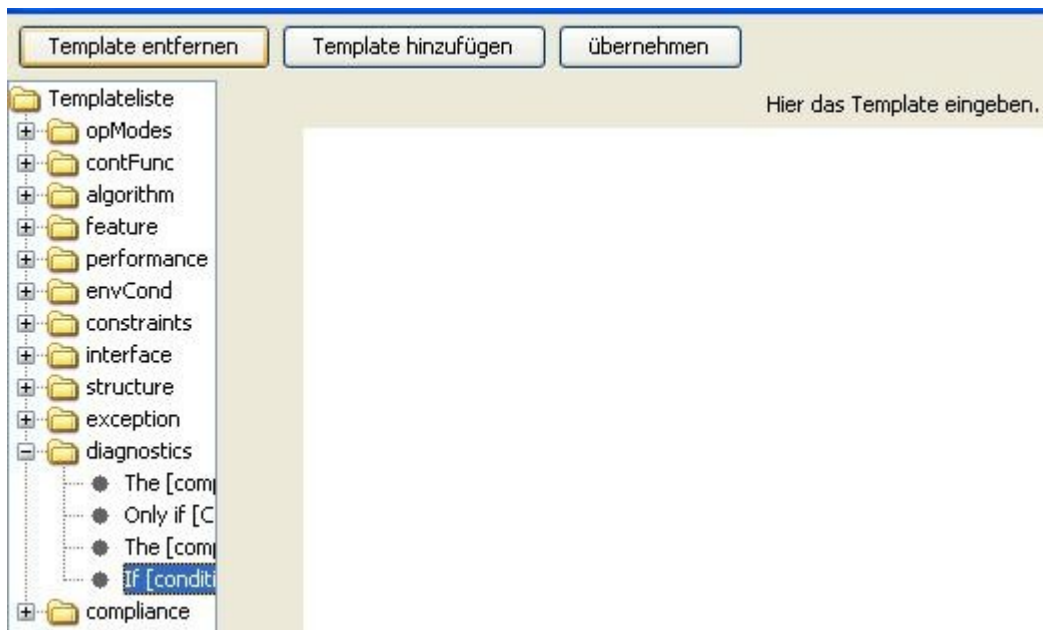 Template entfernen Template hinzufügen übernehmen
Templateliste
Hier das Template eingeben.
opModes
contFunc
algorithm
feature
performance
envCond
constraints
interface
structure
exception
diagnostics
The [comp
Only if [C
The [comp
If [conditi
compliance